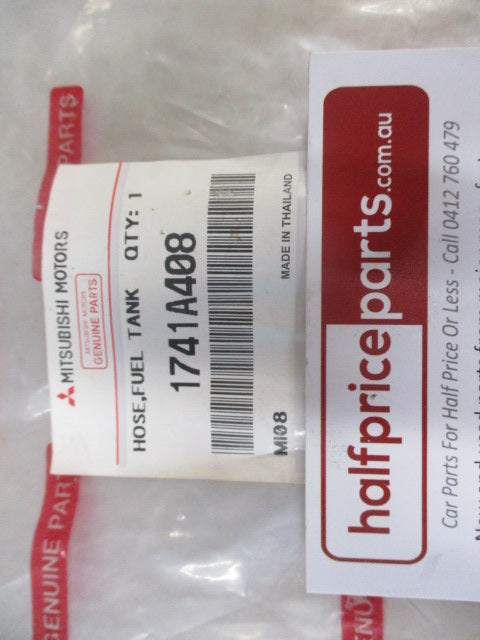 MITSUBISHI MOTORS
MITSUBISHI MOTORS
GENUINE PARTS
HOSE,FUEL TANK QTY: 1
1741A408
MADE IN THAILAND
Mi08
halfpriceparts.com.au
Car Parts For Half Price Or Less - Call 0412 760 479
PARTS
GENUINE PARTS
GENUINE